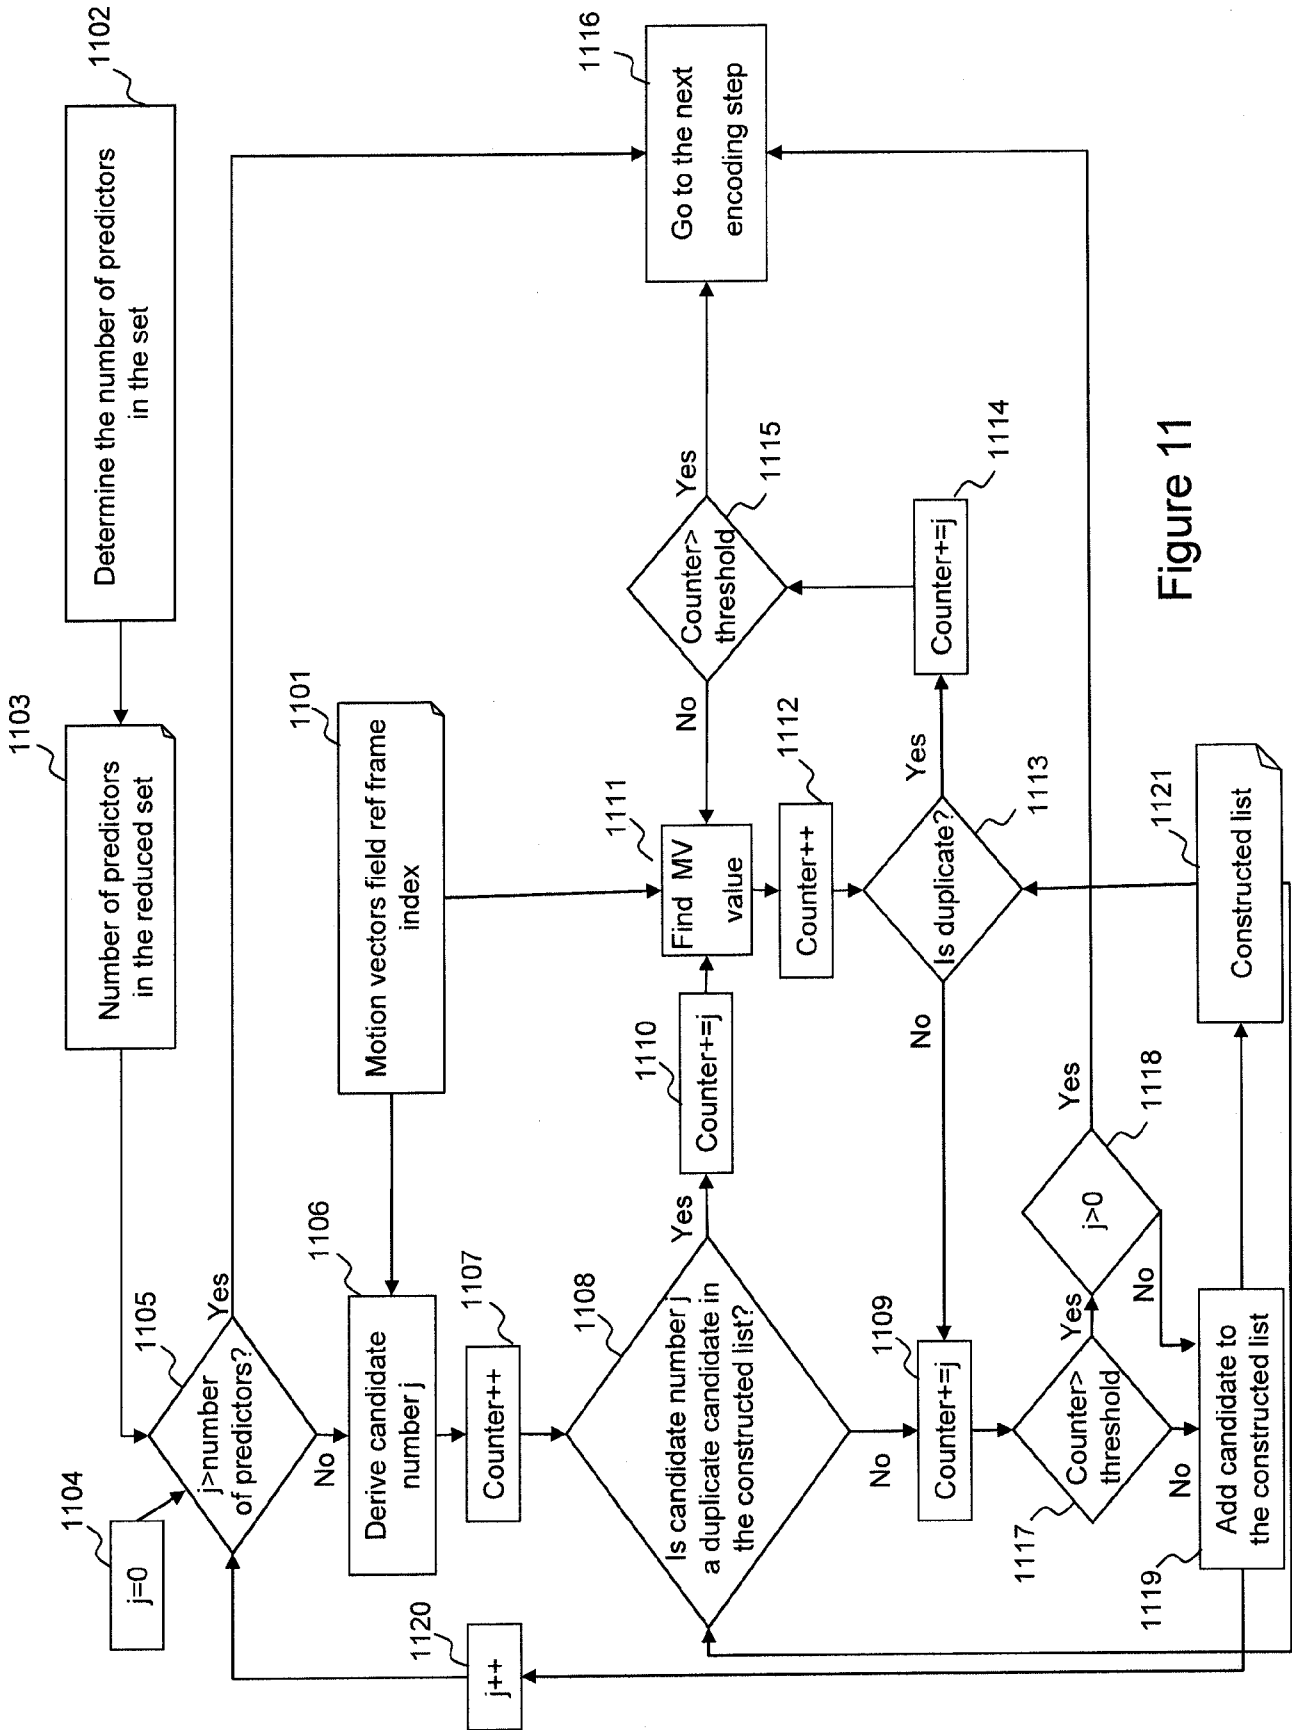 1102
Determine the number of predictors
in the set
1103
Number of predictors
in the reduced set
1104
j=0
1105
j>number
of predictors?
Yes
No
1101
Motion vectors field ref frame
index
1106
Derive candidate
number j
1107
Counter++
1108
Is candidate number j
a duplicate candidate in
the constructed list?
Yes
No
1110
Counter+=j
1111
Find MV
value
1112
Counter++
1113
Is duplicate?
Yes
No
1114
Counter+=j
1115
Counter>
threshold
Yes
No
1116
Go to the next
encoding step
1109
Counter+=j
1117
Counter>
threshold
Yes
No
1118
j>0
Yes
No
1119
Add candidate to
the constructed list
1120
j++
1121
Constructed list
Figure 11